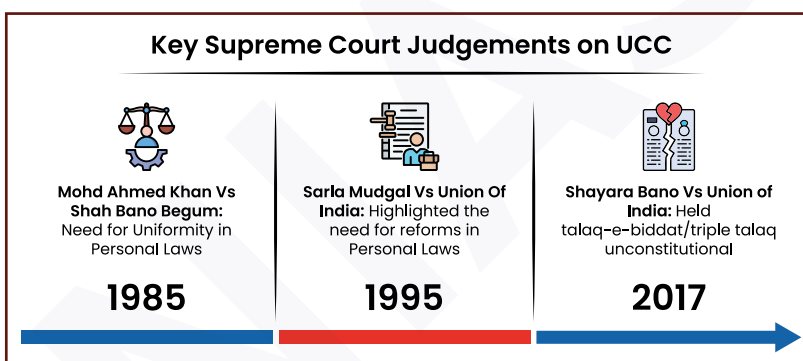 Key Supreme Court Judgements on UCC
Mohd Ahmed Khan Vs
Shah Bano Begum:
Need for Uniformity in
Personal Laws
1985
Sarla Mudgal Vs Union Of
India: Highlighted the
need for reforms in
Personal Laws
1995
Shayara Bano Vs Union of
India: Held
talaq-e-biddat/triple talaq
unconstitutional
2017